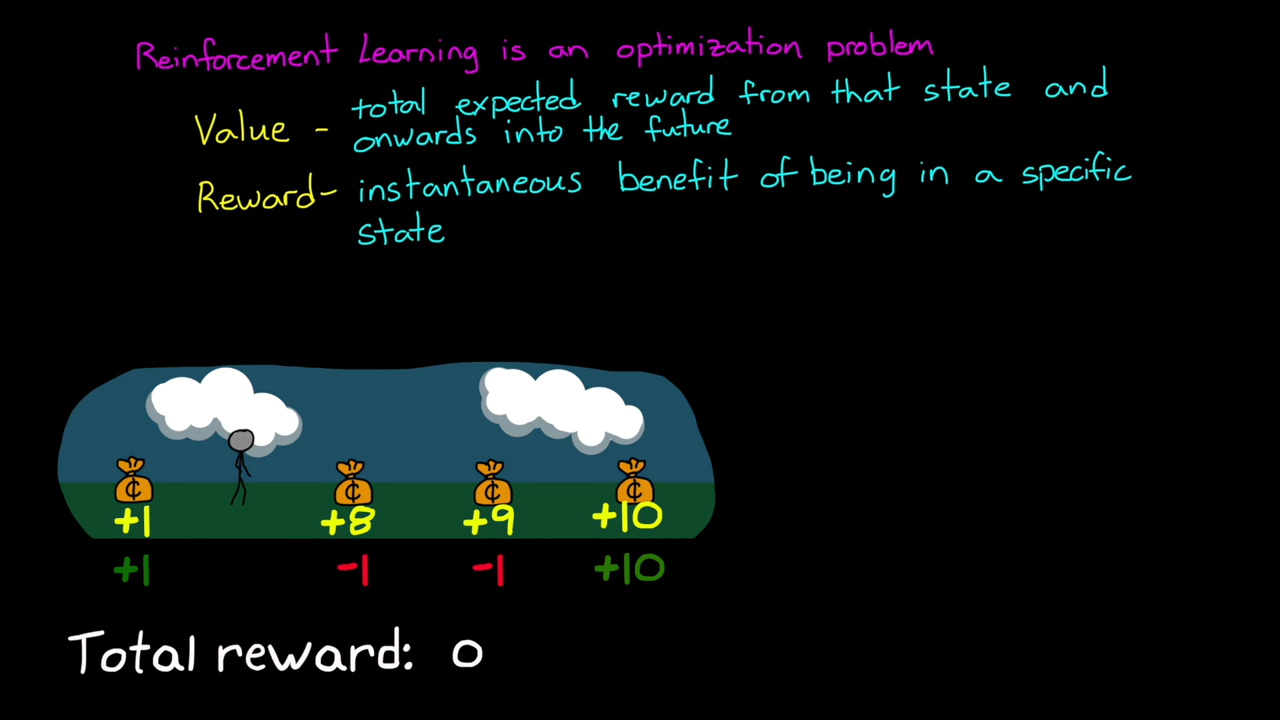 Reinforcement Learning is an optimization problem
Value - total expected reward from that state and
onwards into the future
Reward- instantaneous benefit of being in a specific
state
¢ ¢ ¢ ¢
+1 +8 +9 +10
+1 -1 -1 +10
Total reward: 0